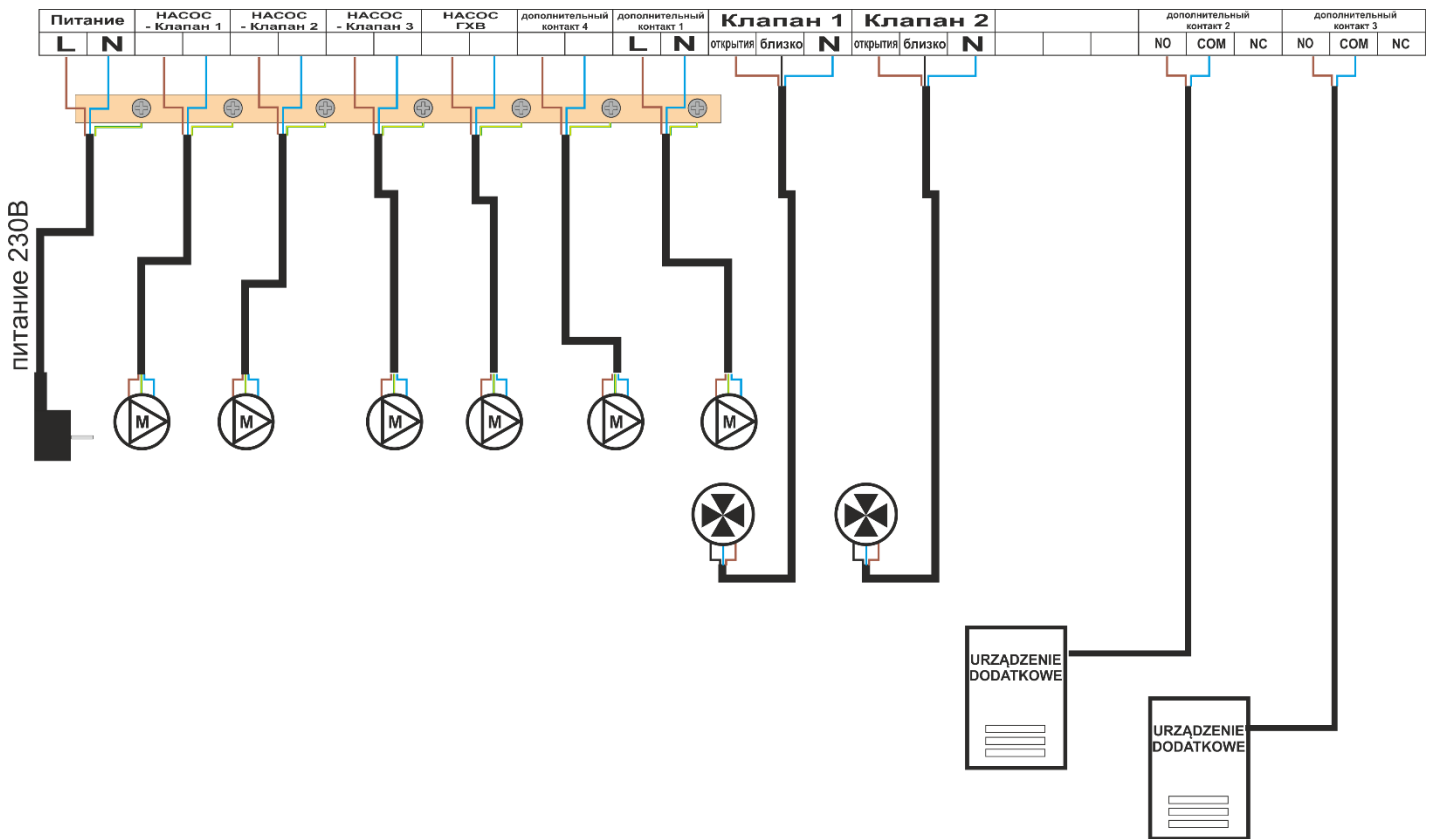 Питание
НАСОС
- Клапан 1
НАСОС
- Клапан 2
НАСОС
- Клапан 3
НАСОС
ГХВ
дополнительный
контакт 4
дополнительный
контакт 1
Клапан 1
Клапан 2
дополнительный
контакт 2
дополнительный
контакт 3
L N L N открытия близко N открытия близко N NO COM NC NO COM NC
питание 230В
M M M M M M
URZĄDZENIE
DODATKOWE
URZĄDZENIE
DODATKOWE